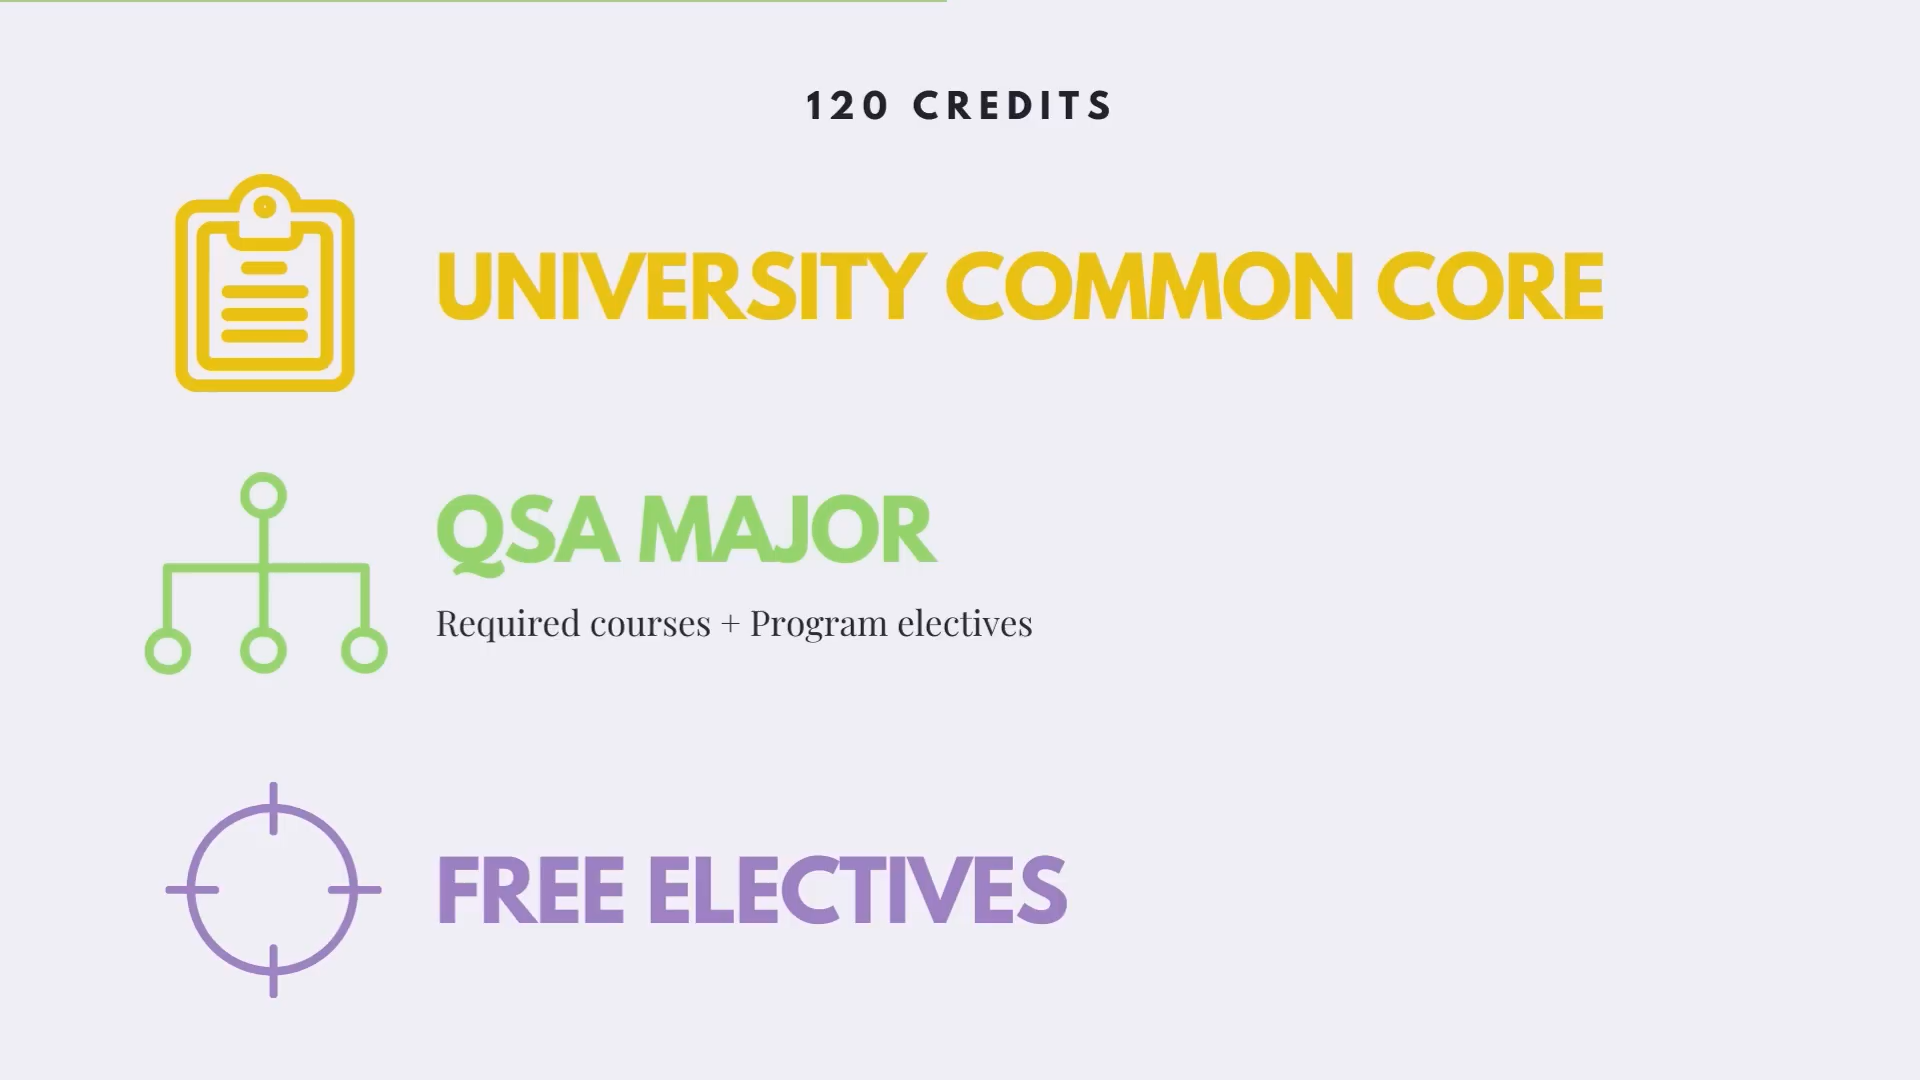 120 CREDITS
UNIVERSITY COMMON CORE
QSA MAJOR
Required courses + Program electives
FREE ELECTIVES